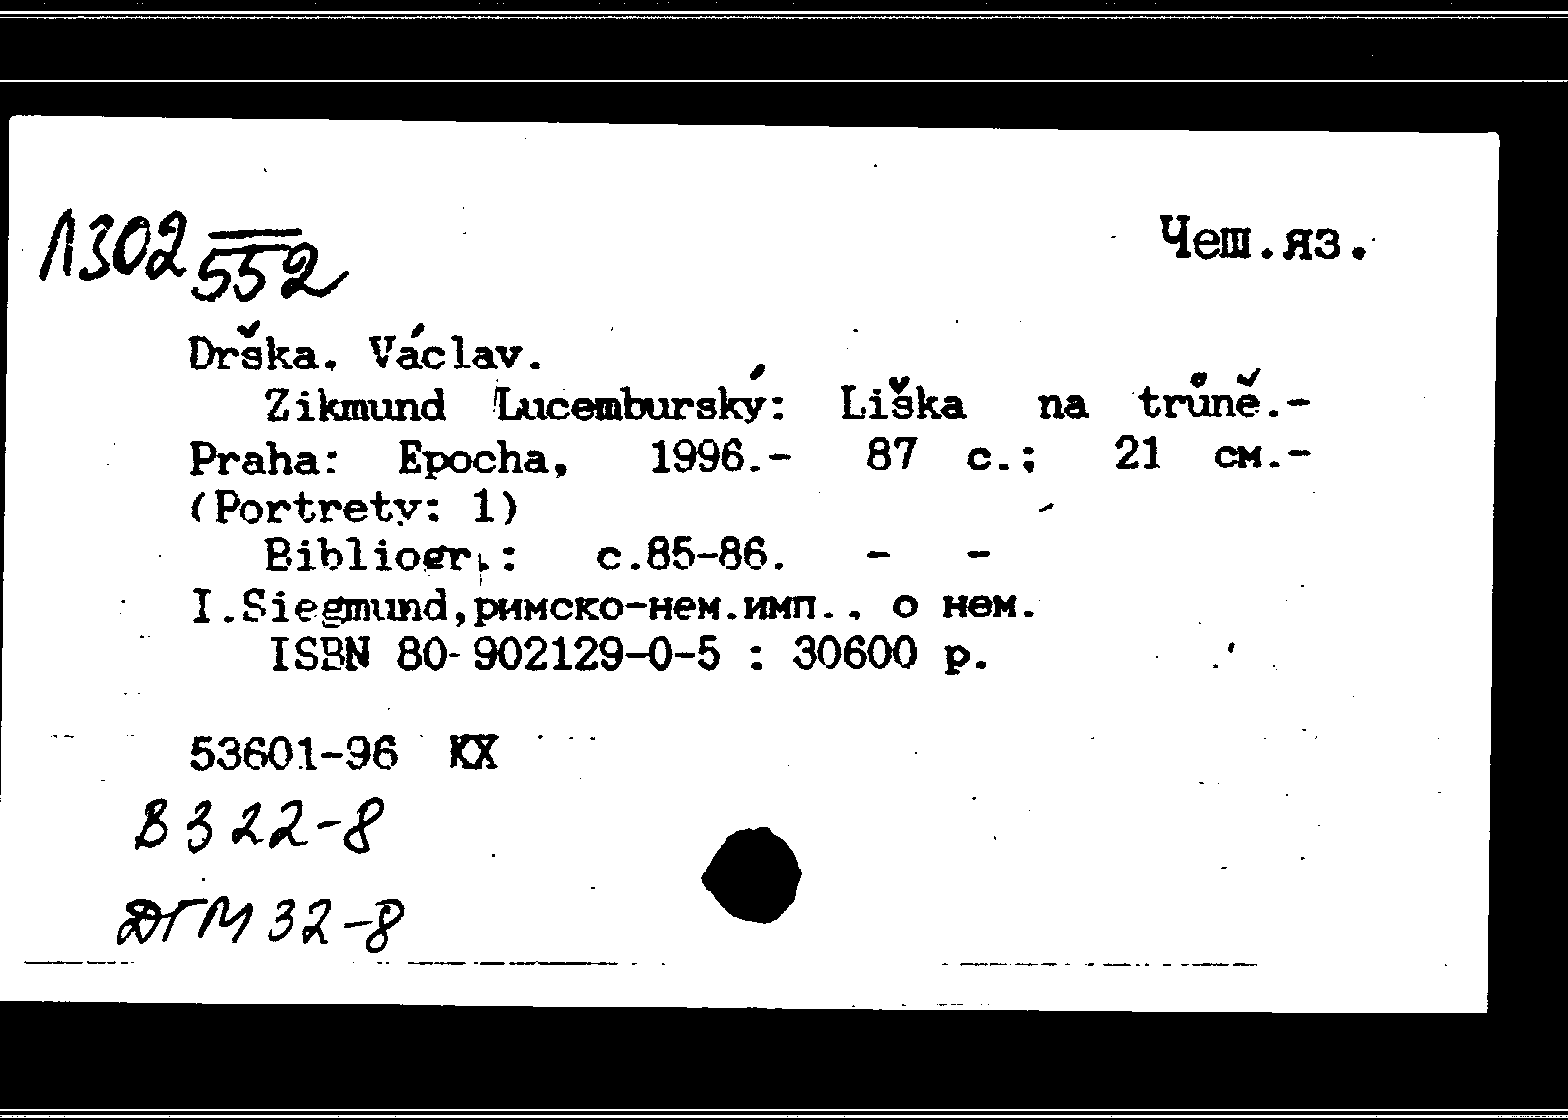 Л302 552
Чеш.яз.
Drška, Václav.
Zikmund Lucemburský: Liška na trůně.-
Praha: Epocha, 1996.- 87 с.; 21 см.-
(Portrety: 1)
Bibliogr.: с.85-86. - -
I.Siegmund,римско-нем.имп., о нем.
ISBN 80-902129-0-5 : 30600 р.
53601-96 КХ
В322-8
ДГМ32-8